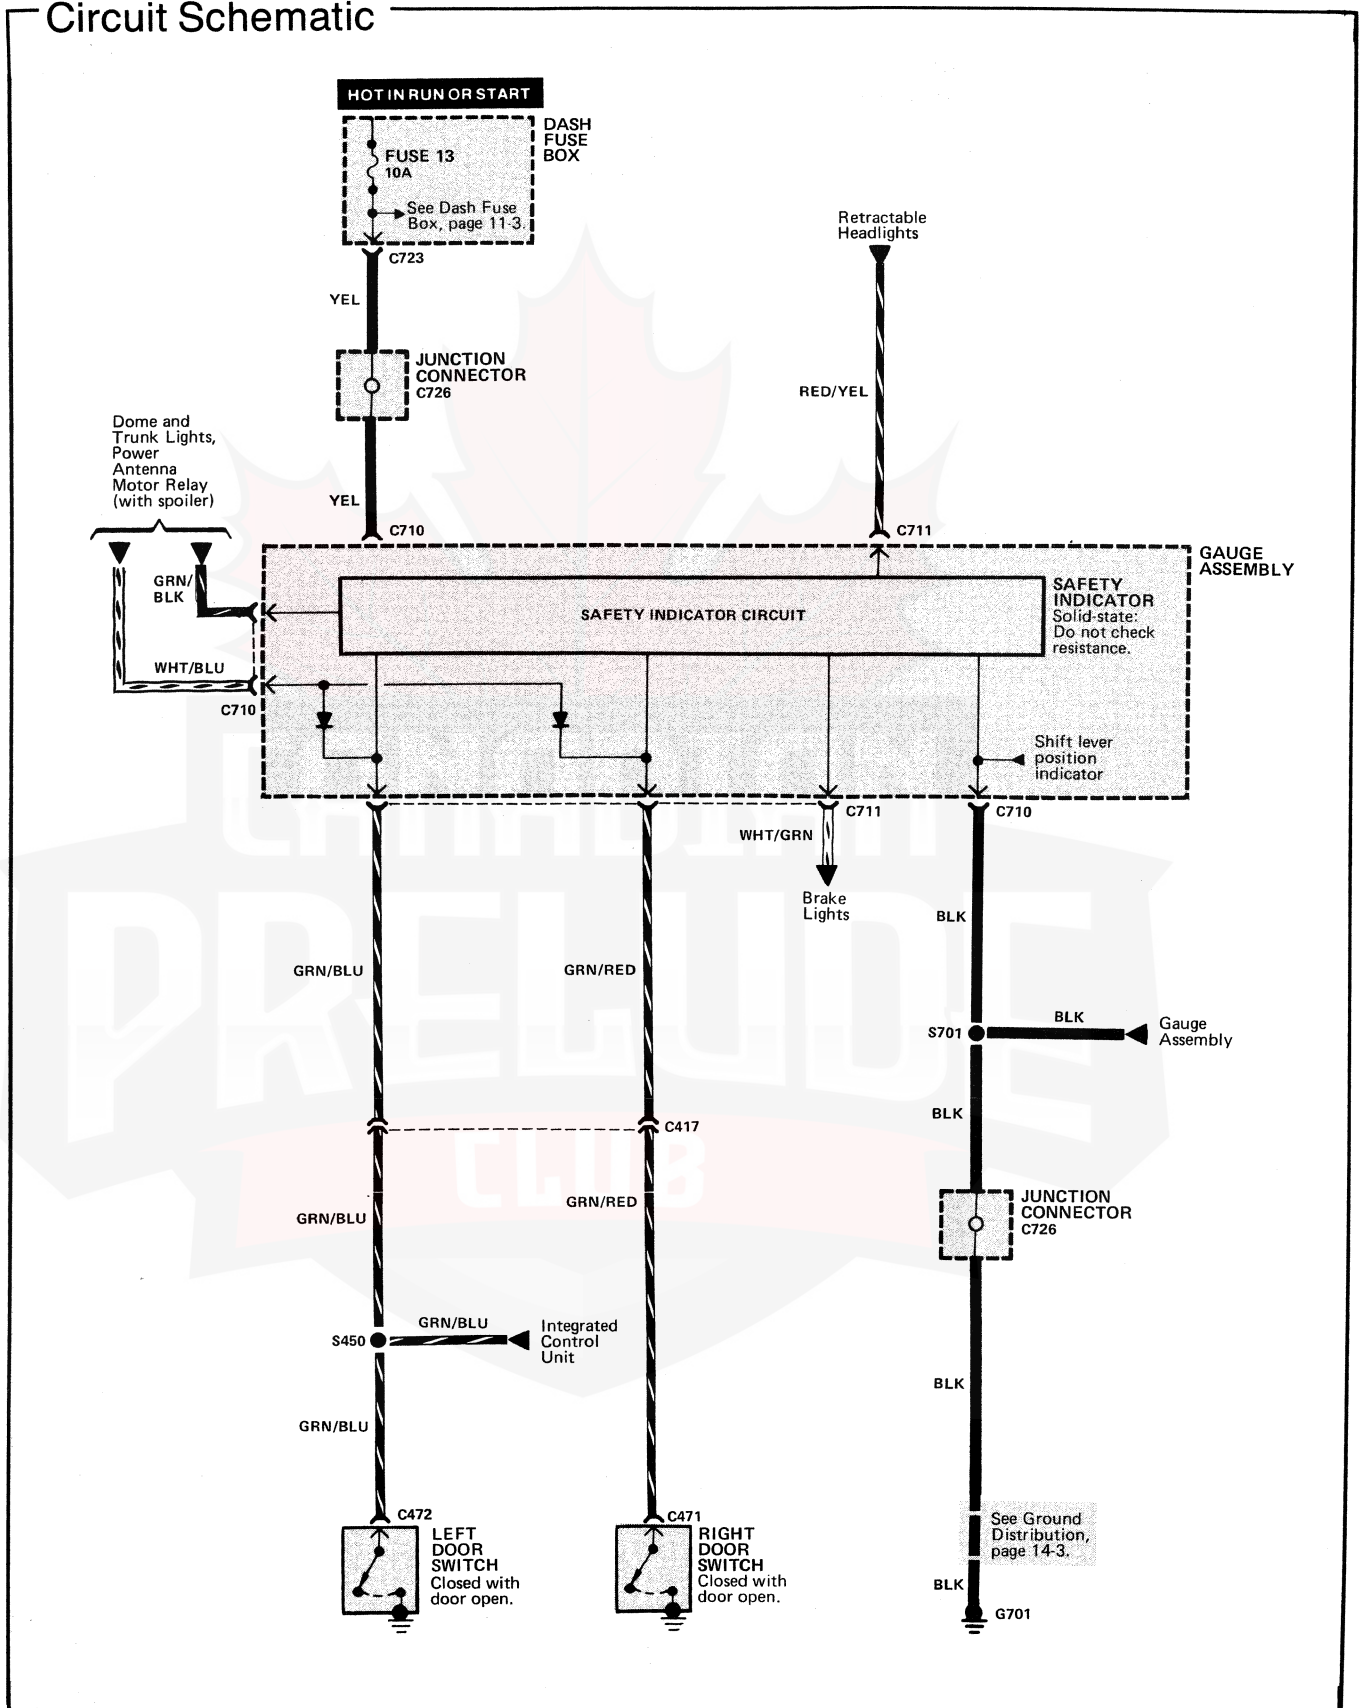 Circuit Schematic
HOT IN RUN OR START
DASH
FUSE
BOX
FUSE 13
10A
See Dash Fuse
Box, page 11-3.
C723
YEL
JUNCTION
CONNECTOR
C726
YEL
C710
Retractable
Headlights
RED/YEL
C711
Dome and
Trunk Lights,
Power
Antenna
Motor Relay
(with spoiler)
GRN/
BLK
WHT/BLU
C710
GAUGE
ASSEMBLY
SAFETY INDICATOR CIRCUIT
SAFETY
INDICATOR
Solid-state:
Do not check
resistance.
Shift lever
position
indicator
C711
C710
WHT/GRN
Brake
Lights
CANADIAN
PRELUDE
CLUB
BLK
GRN/BLU
GRN/RED
S701
BLK
Gauge
Assembly
BLK
C417
GRN/BLU
GRN/RED
JUNCTION
CONNECTOR
C726
S450
GRN/BLU
Integrated
Control
Unit
BLK
GRN/BLU
C472
LEFT
DOOR
SWITCH
Closed with
door open.
C471
RIGHT
DOOR
SWITCH
Closed with
door open.
See Ground
Distribution,
page 14-3.
BLK
G701